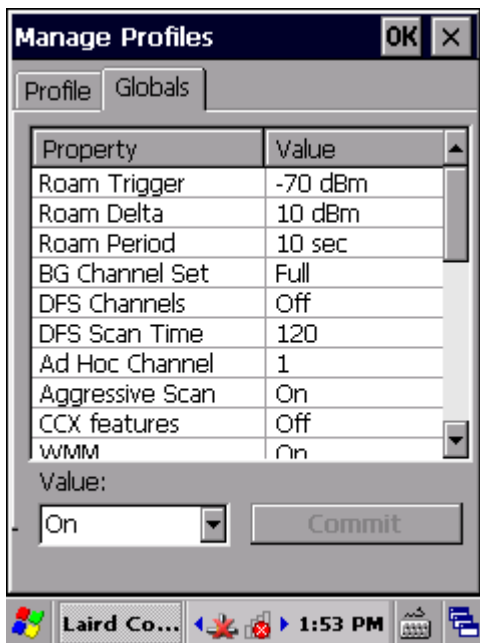 Manage Profiles OK ×
Profile Globals
Property Value
Roam Trigger -70 dBm
Roam Delta 10 dBm
Roam Period 10 sec
BG Channel Set Full
DFS Channels Off
DFS Scan Time 120
Ad Hoc Channel 1
Aggressive Scan On
CCX features Off
WMM On
Value:
On Commit
Laird Co... 1:53 PM